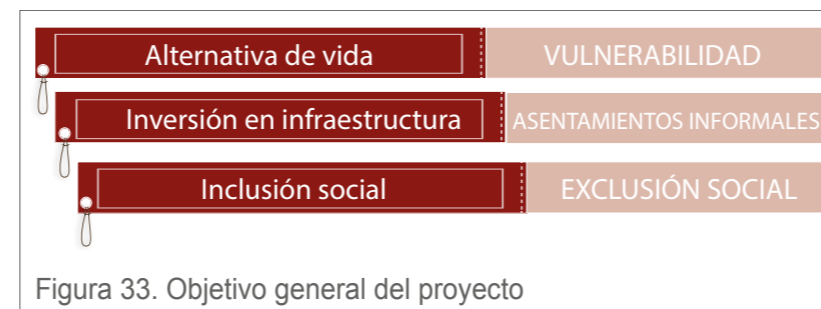 Alternativa de vida VULNERABILIDAD
Inversión en infraestructura ASENTAMIENTOS INFORMALES
Inclusión social EXCLUSIÓN SOCIAL
Figura 33. Objetivo general del proyecto